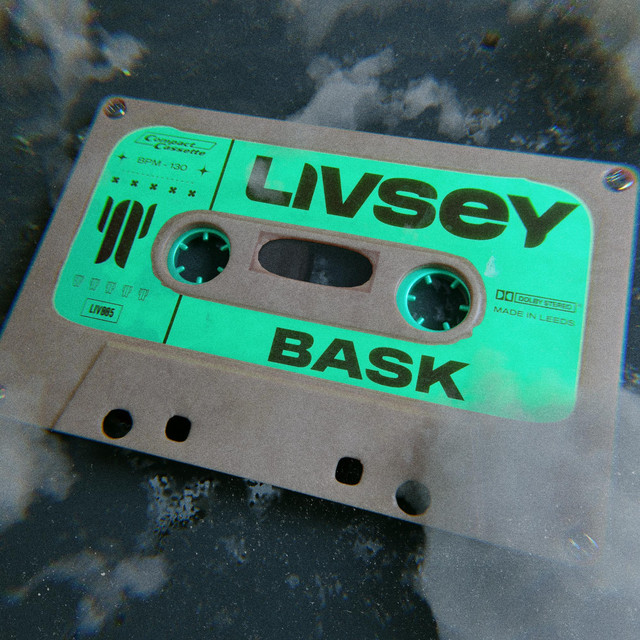 Compact
Cassette
BPM - 130
LIVSEY
LIV005
DOLBY STEREO
MADE IN LEEDS
BASK